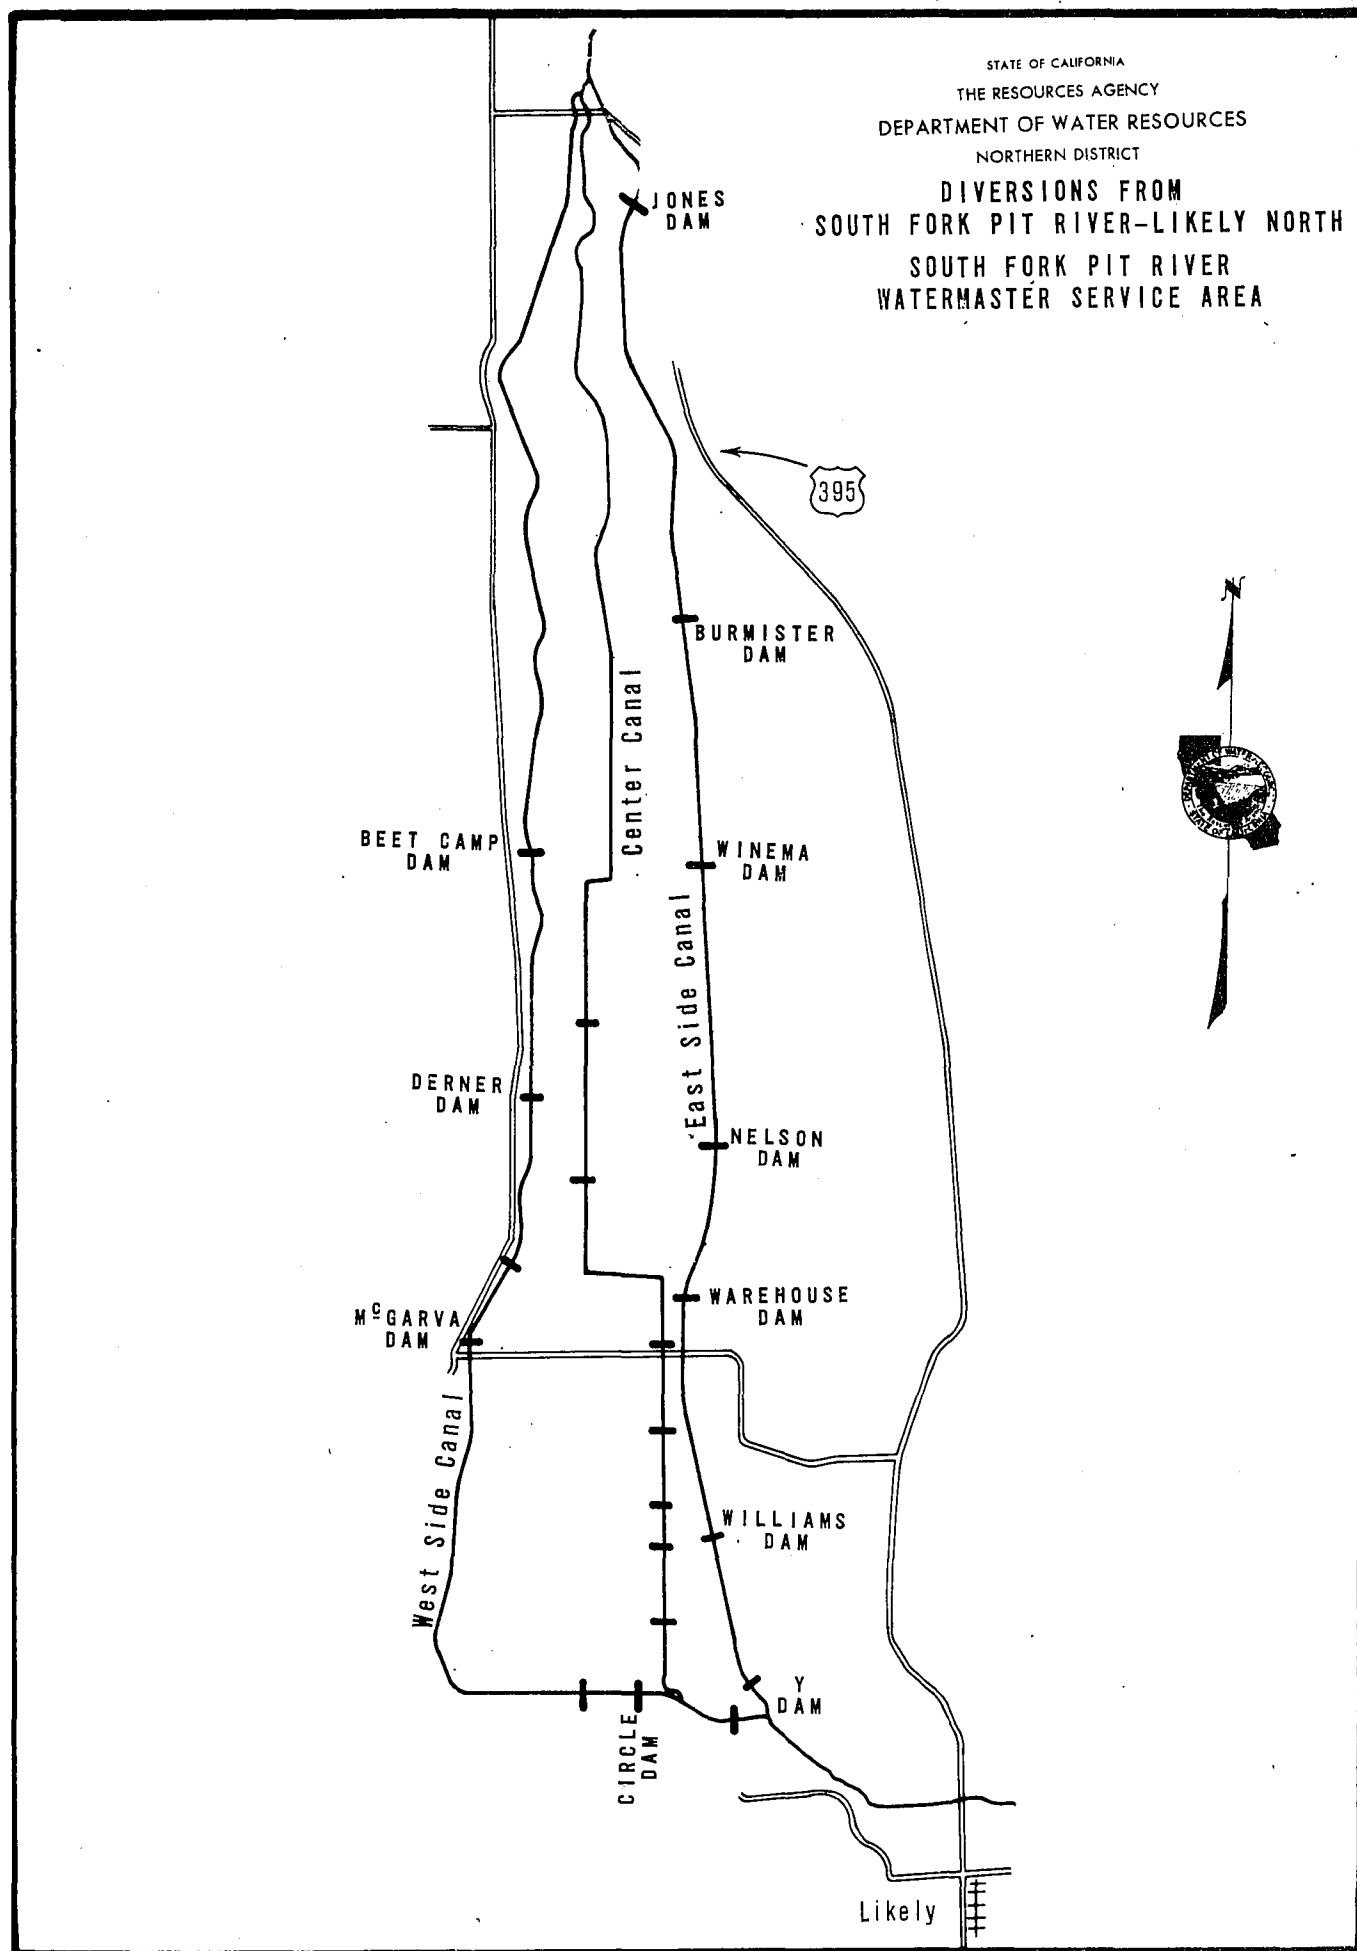 STATE OF CALIFORNIA
THE RESOURCES AGENCY
DEPARTMENT OF WATER RESOURCES
NORTHERN DISTRICT
DIVERSIONS FROM
SOUTH FORK PIT RIVER-LIKELY NORTH
SOUTH FORK PIT RIVER
WATERMASTER SERVICE AREA
JONES
DAM
395
N
BURMISTER
DAM
Center Canal
BEET CAMP
DAM
WINEMA
DAM
East Side Canal
DERNER
DAM
NELSON
DAM
WAREHOUSE
DAM
McGARVA
DAM
West Side Canal
WILLIAMS
DAM
Y
DAM
CIRCLE
DAM
Likely